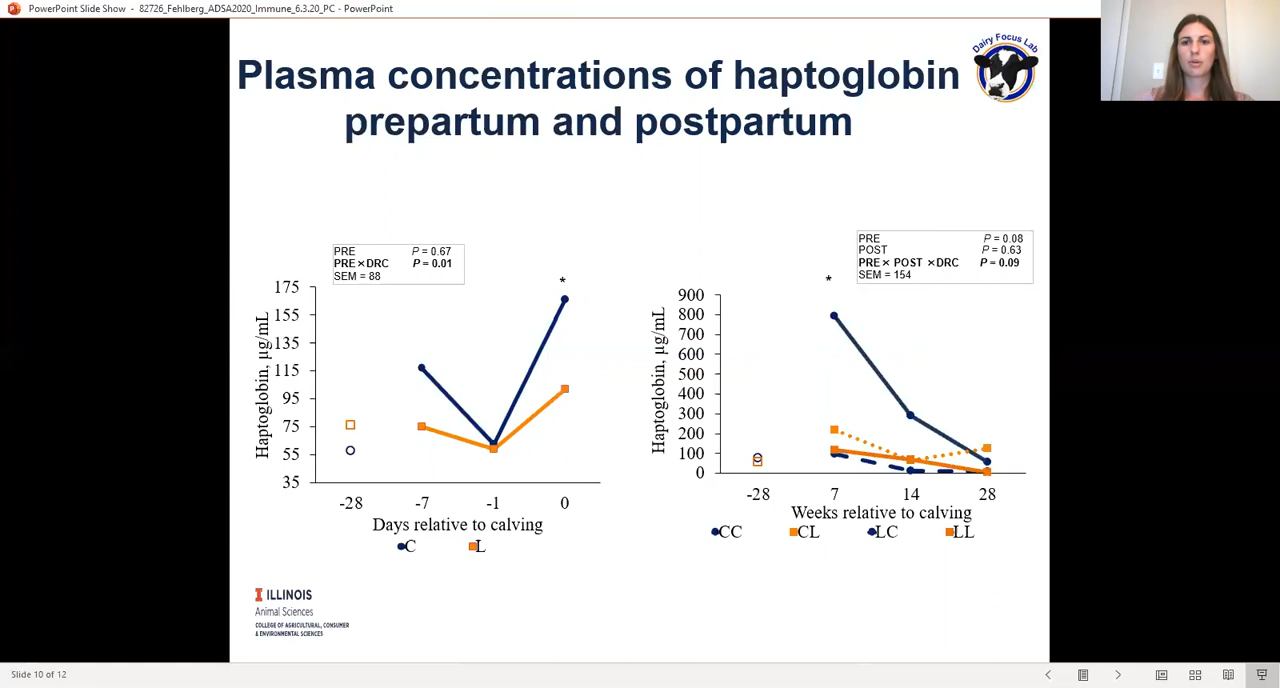 PowerPoint Slide Show - 82726_Fehlberg_ADSA2020_Immune_6.3.20_PC - PowerPoint
Dairy Focus Lab
Plasma concentrations of haptoglobin
prepartum and postpartum
PRE P = 0.67
PRE×DRC P = 0.01
SEM = 88
*
175
155
135
115
95
75
55
35
Haptoglobin, µg/mL
-28 -7 -1 0
Days relative to calving
C L
PRE P = 0.08
POST P = 0.63
PRE× POST ×DRC P = 0.09
SEM = 154
*
900
800
700
600
500
400
300
200
100
0
Haptoglobin, µg/mL
-28 7 14 28
Weeks relative to calving
CC CL LC LL
I ILLINOIS
Animal Sciences
COLLEGE OF AGRICULTURAL, CONSUMER
& ENVIRONMENTAL SCIENCES
Slide 10 of 12